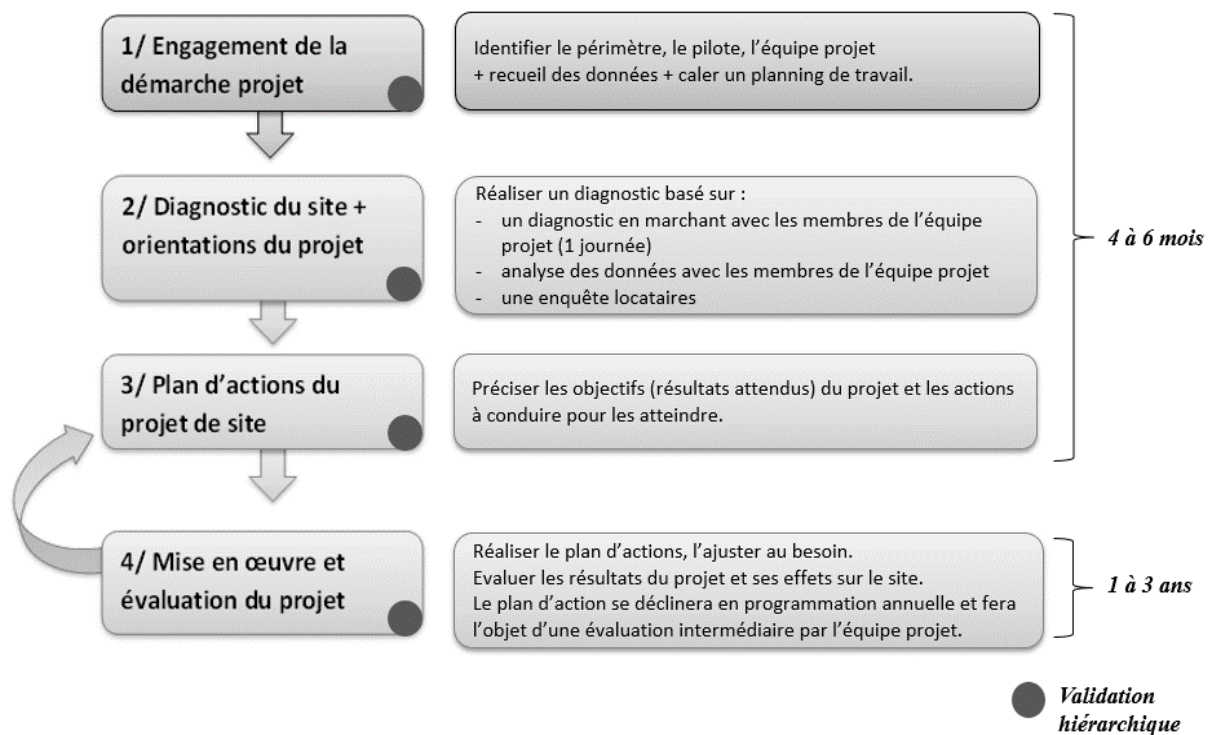 1/ Engagement de la
démarche projet
Identifier le périmètre, le pilote, l’équipe projet
+ recueil des données + caler un planning de travail.
2/ Diagnostic du site +
orientations du projet
Réaliser un diagnostic basé sur :
- un diagnostic en marchant avec les membres de l’équipe
projet (1 journée)
- analyse des données avec les membres de l’équipe projet
- une enquête locataires
4 à 6 mois
3/ Plan d’actions du
projet de site
Préciser les objectifs (résultats attendus) du projet et les actions
à conduire pour les atteindre.
4/ Mise en œuvre et
évaluation du projet
Réaliser le plan d’actions, l’ajuster au besoin.
Evaluer les résultats du projet et ses effets sur le site.
Le plan d’action se déclinera en programmation annuelle et fera
l’objet d’une évaluation intermédiaire par l’équipe projet.
1 à 3 ans
Validation
hiérarchique